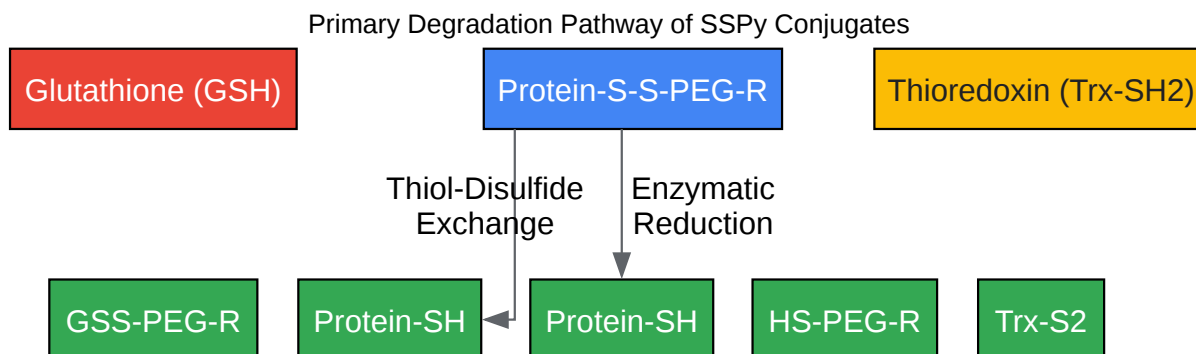 Primary Degradation Pathway of SSPy Conjugates
Glutathione (GSH)
Protein-S-S-PEG-R
Thioredoxin (Trx-SH2)
Thiol-Disulfide
Exchange
Enzymatic
Reduction
GSS-PEG-R
Protein-SH
Protein-SH
HS-PEG-R
Trx-S2